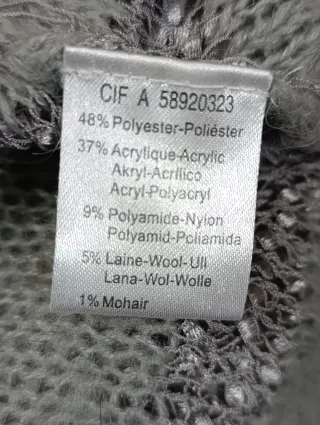 CIF A 58920323
48% Polyester-Poliéster
37% Acrylique-Acrylic
Akryl-Acrílico
Acryl-Polyacryl
9% Polyamide-Nylon
Polyamid-Poliamida
5% Laine-Wool-Ull
Lana-Wol-Wolle
1% Mohair